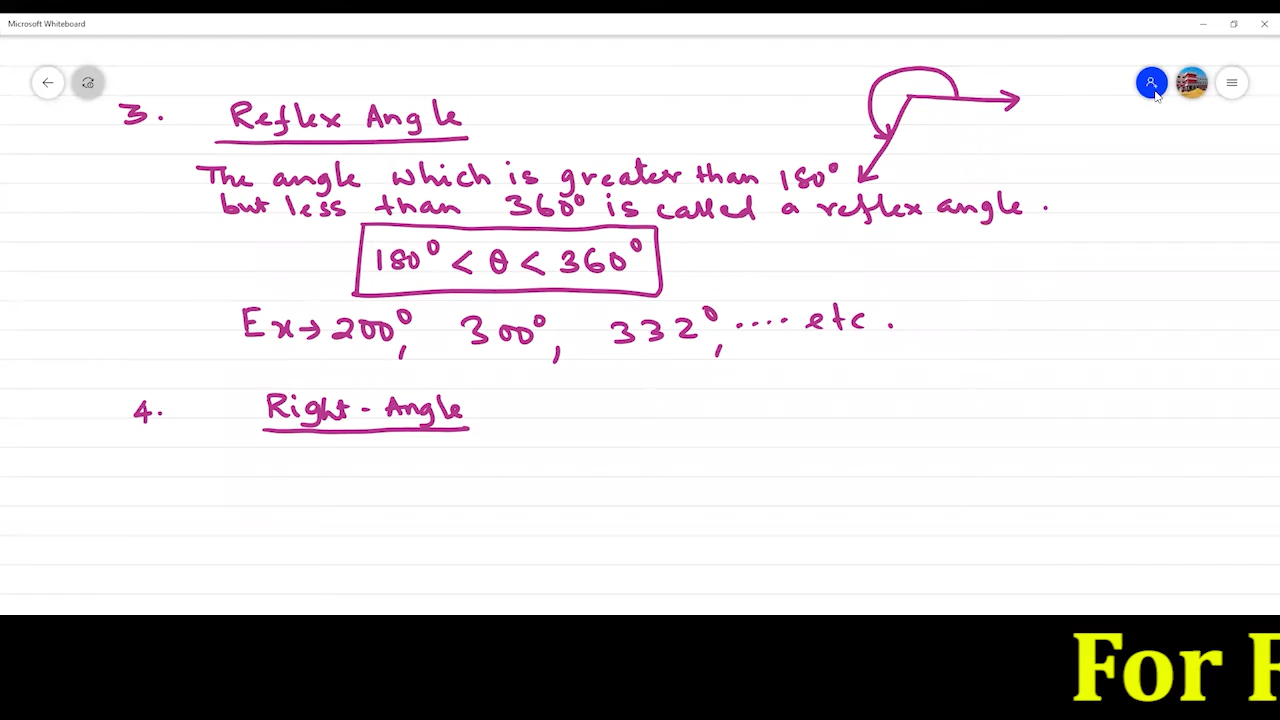 Microsoft Whiteboard
3. Reflex Angle
The angle which is greater than 180°
but less than 360° is called a reflex angle.
180° < θ < 360°
Ex→ 200°, 300°, 332°, .... etc.
4. Right-Angle
For